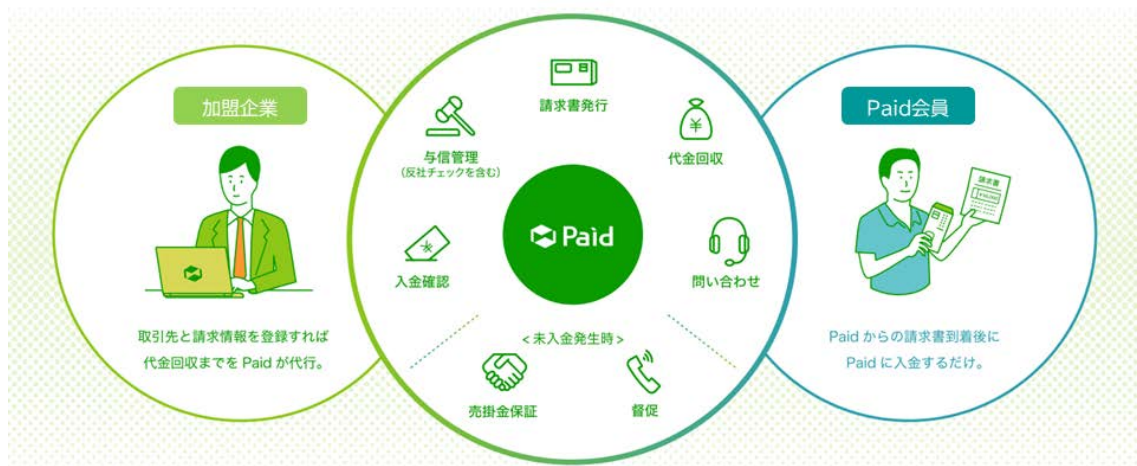 加盟企業
取引先と請求情報を登録すれば
代金回収までを Paid が代行。
請求書発行
与信管理
(反社チェックを含む)
代金回収
¥
Paid
入金確認
¥
問い合わせ
<未入金発生時>
売掛金保証
督促
Paid会員
請求書
Paid からの請求書到着後に
Paid に入金するだけ。